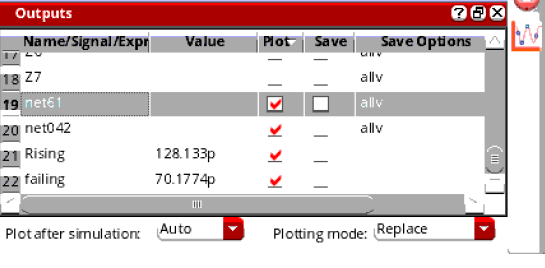 Outputs
Name/Signal/Expr Value Plot Save Save Options
17 Z6 allv
18 Z7 allv
19 net61 allv
20 net042 allv
21 Rising 128.133p
22 failing 70.1774p
Plot after simulation: Auto Plotting mode: Replace